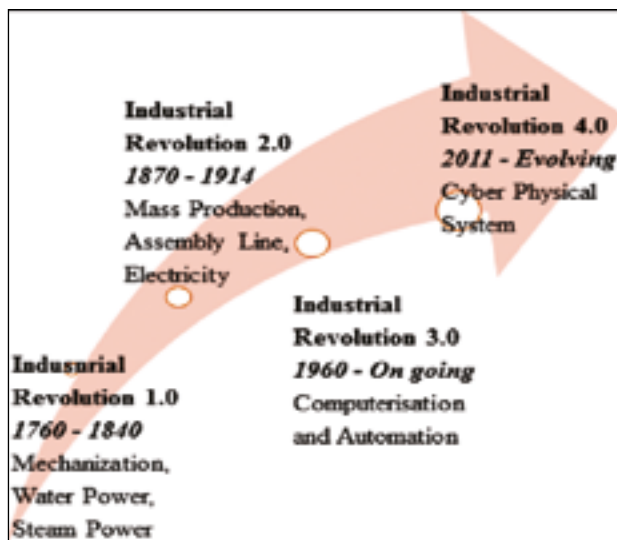 Industrial
Revolution 2.0
1870 - 1914
Mass Production,
Assembly Line,
Electricity
Industrial
Revolution 4.0
2011 - Evolving
Cyber Physical
System
Industrial
Revolution 3.0
1960 - On going
Computerisation
and Automation
Indusnrial
Revolution 1.0
1760 - 1840
Mechanization,
Water Power,
Steam Power